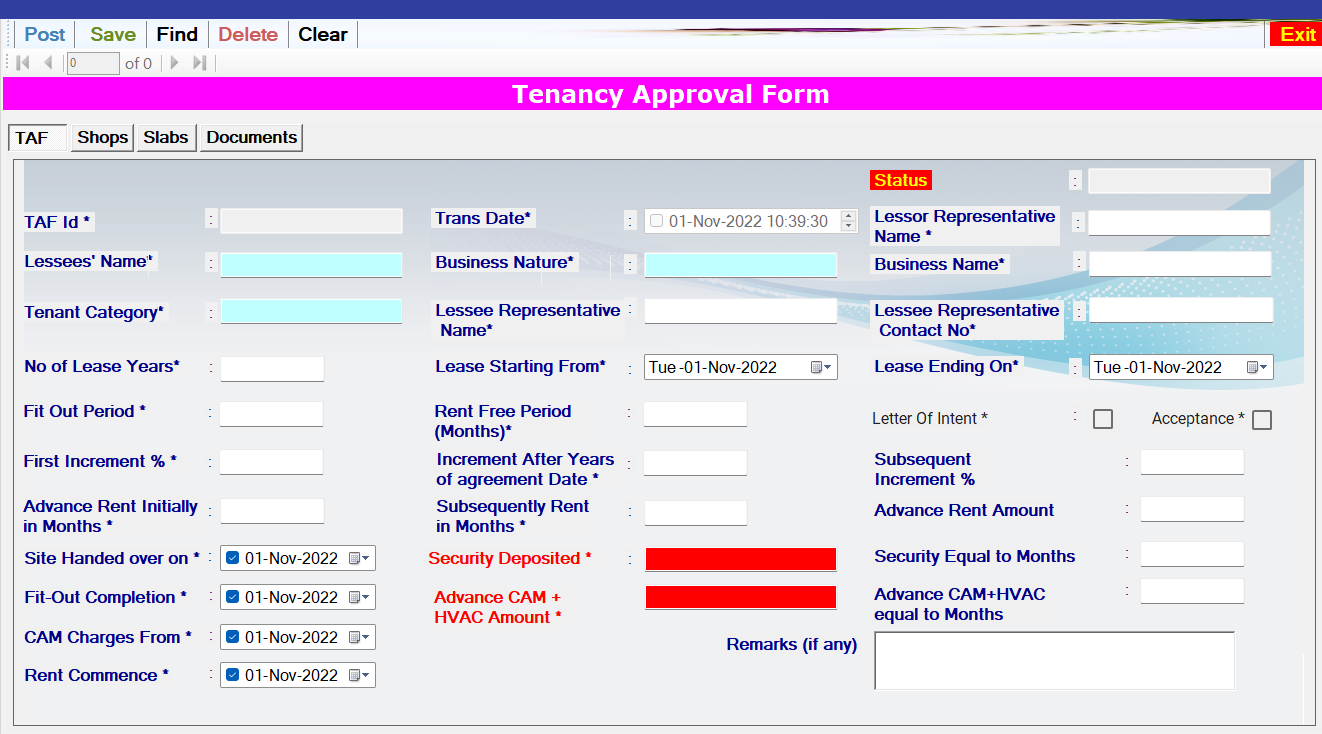 Post Save Find Delete Clear Exit
0 of 0
Tenancy Approval Form
TAF Shops Slabs Documents
Status :
TAF Id * : Trans Date* : 01-Nov-2022 10:39:30 Lessor Representative
Name * :
Lessees' Name* : Business Nature* : Business Name* :
Tenant Category* : Lessee Representative : Lessee Representative :
Name* Contact No*
No of Lease Years* : Lease Starting From* : Tue -01-Nov-2022 Lease Ending On* : Tue -01-Nov-2022
Fit Out Period * : Rent Free Period : Letter Of Intent * : Acceptance *
(Months)*
First Increment % * : Increment After Years : Subsequent :
of agreement Date * Increment %
Advance Rent Initially : Subsequently Rent : Advance Rent Amount :
in Months * in Months *
Site Handed over on * : 01-Nov-2022 Security Deposited * : Security Equal to Months :
Fit-Out Completion * : 01-Nov-2022 Advance CAM + Advance CAM+HVAC :
HVAC Amount * equal to Months
CAM Charges From * : 01-Nov-2022 Remarks (if any)
Rent Commence * : 01-Nov-2022